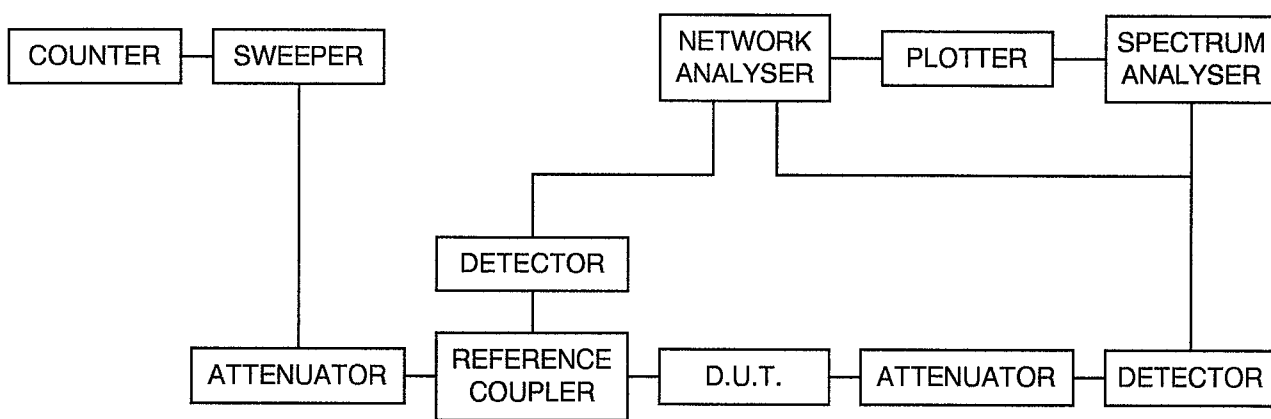 COUNTER
SWEEPER
NETWORK
ANALYSER
PLOTTER
SPECTRUM
ANALYSER
DETECTOR
ATTENUATOR
REFERENCE
COUPLER
D.U.T.
ATTENUATOR
DETECTOR